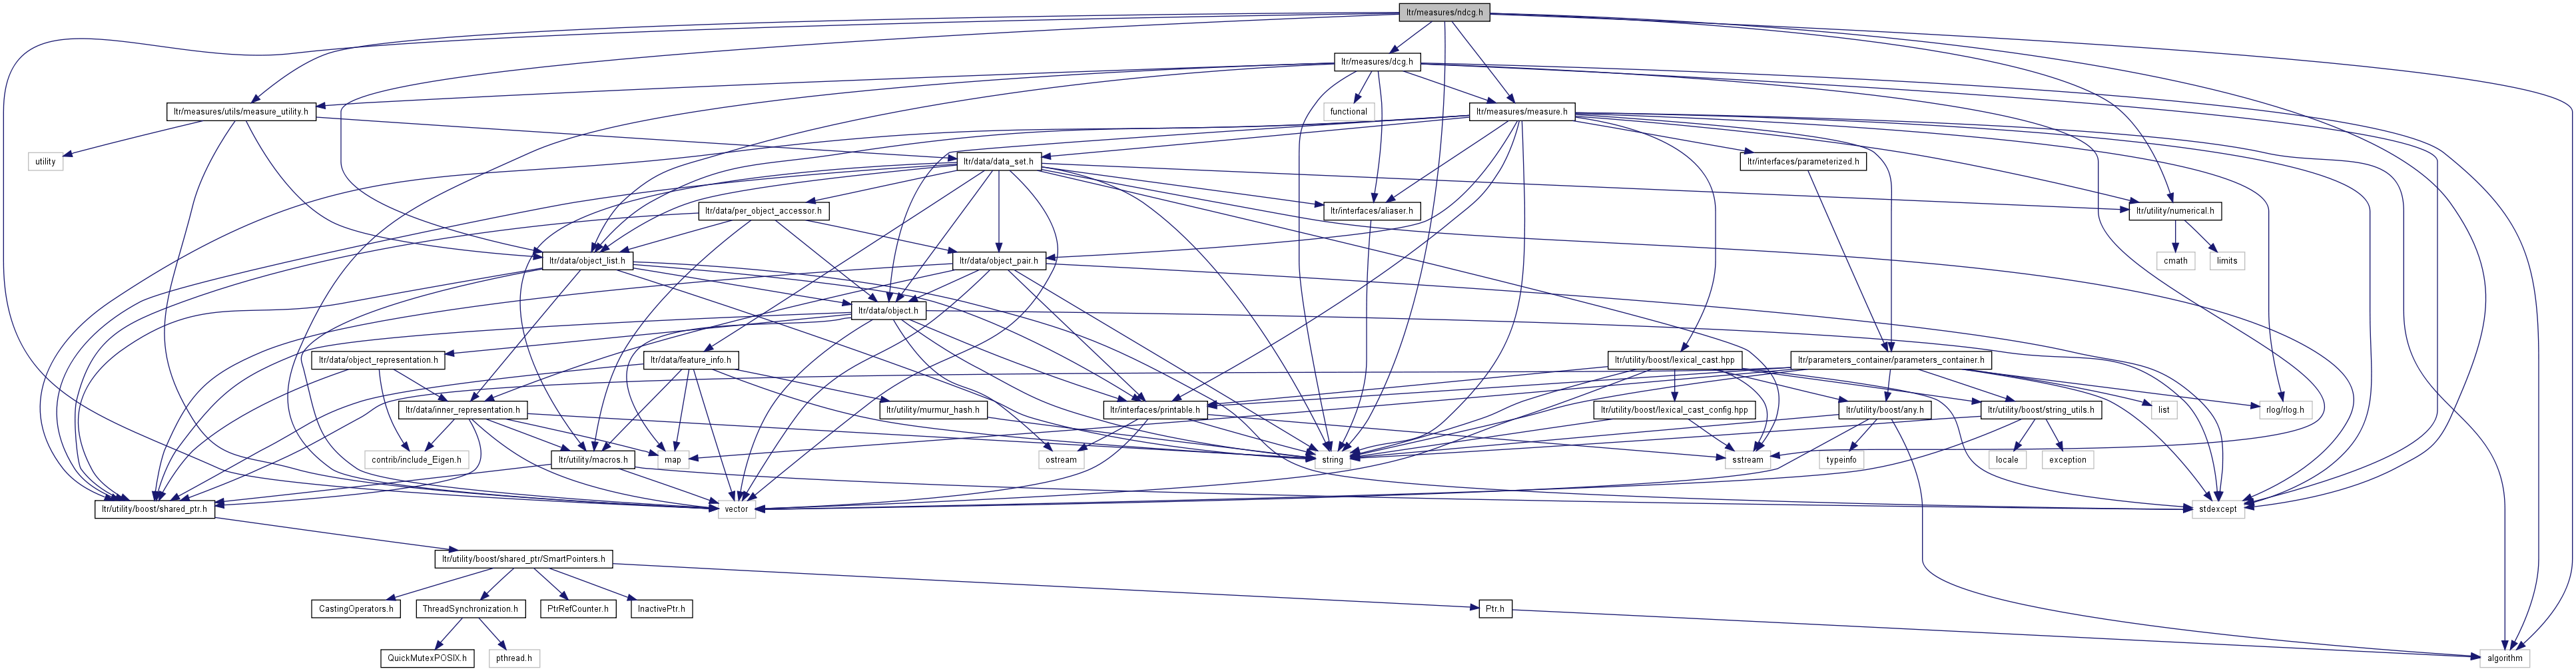 ltr/measures/ndcg.h
ltr/measures/dcg.h
ltr/measures/utils/measure_utility.h
functional
ltr/measures/measure.h
utility
ltr/data/data_set.h
ltr/interfaces/parameterized.h
ltr/data/per_object_accessor.h
ltr/interfaces/aliaser.h
ltr/utility/numerical.h
ltr/data/object_list.h
ltr/data/object_pair.h
cmath
limits
ltr/data/object.h
ltr/data/object_representation.h
ltr/data/feature_info.h
ltr/utility/boost/lexical_cast.hpp
ltr/parameters_container/parameters_container.h
ltr/data/inner_representation.h
ltr/utility/murmur_hash.h
ltr/interfaces/printable.h
ltr/utility/boost/lexical_cast_config.hpp
ltr/utility/boost/any.h
ltr/utility/boost/string_utils.h
list
rlog/rlog.h
contrib/include_Eigen.h
ltr/utility/macros.h
map
ostream
string
sstream
typeinfo
locale
exception
ltr/utility/boost/shared_ptr.h
vector
stdexcept
ltr/utility/boost/shared_ptr/SmartPointers.h
CastingOperators.h
ThreadSynchronization.h
PtrRefCounter.h
InactivePtr.h
Ptr.h
QuickMutexPOSIX.h
pthread.h
algorithm